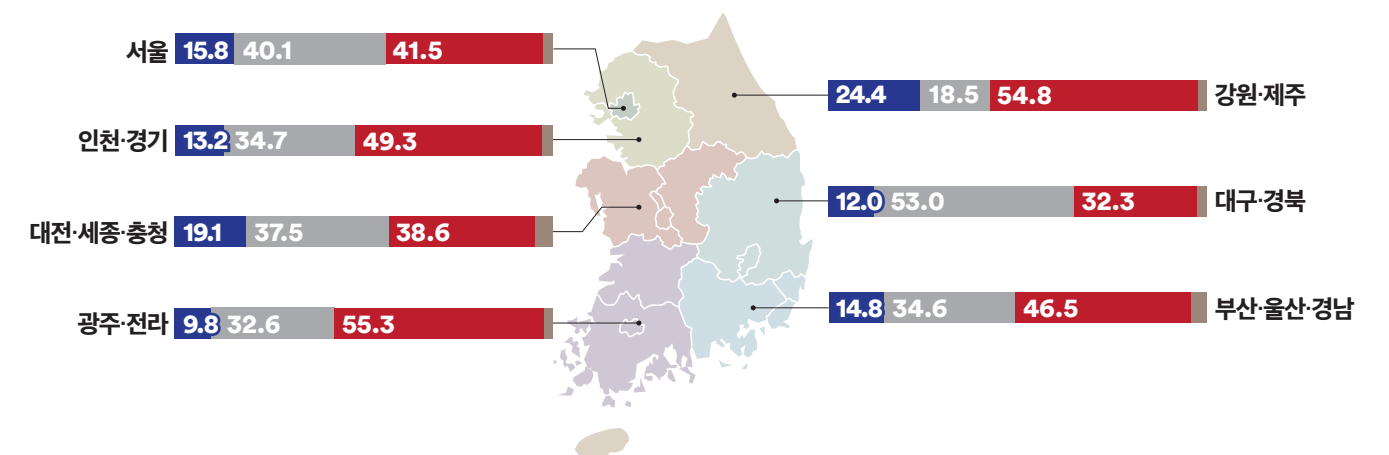 서울 15.8 40.1 41.5
인천·경기 13.2 34.7 49.3
대전·세종·충청 19.1 37.5 38.6
광주·전라 9.8 32.6 55.3
24.4 18.5 54.8 강원·제주
12.0 53.0 32.3 대구·경북
14.8 34.6 46.5 부산·울산·경남